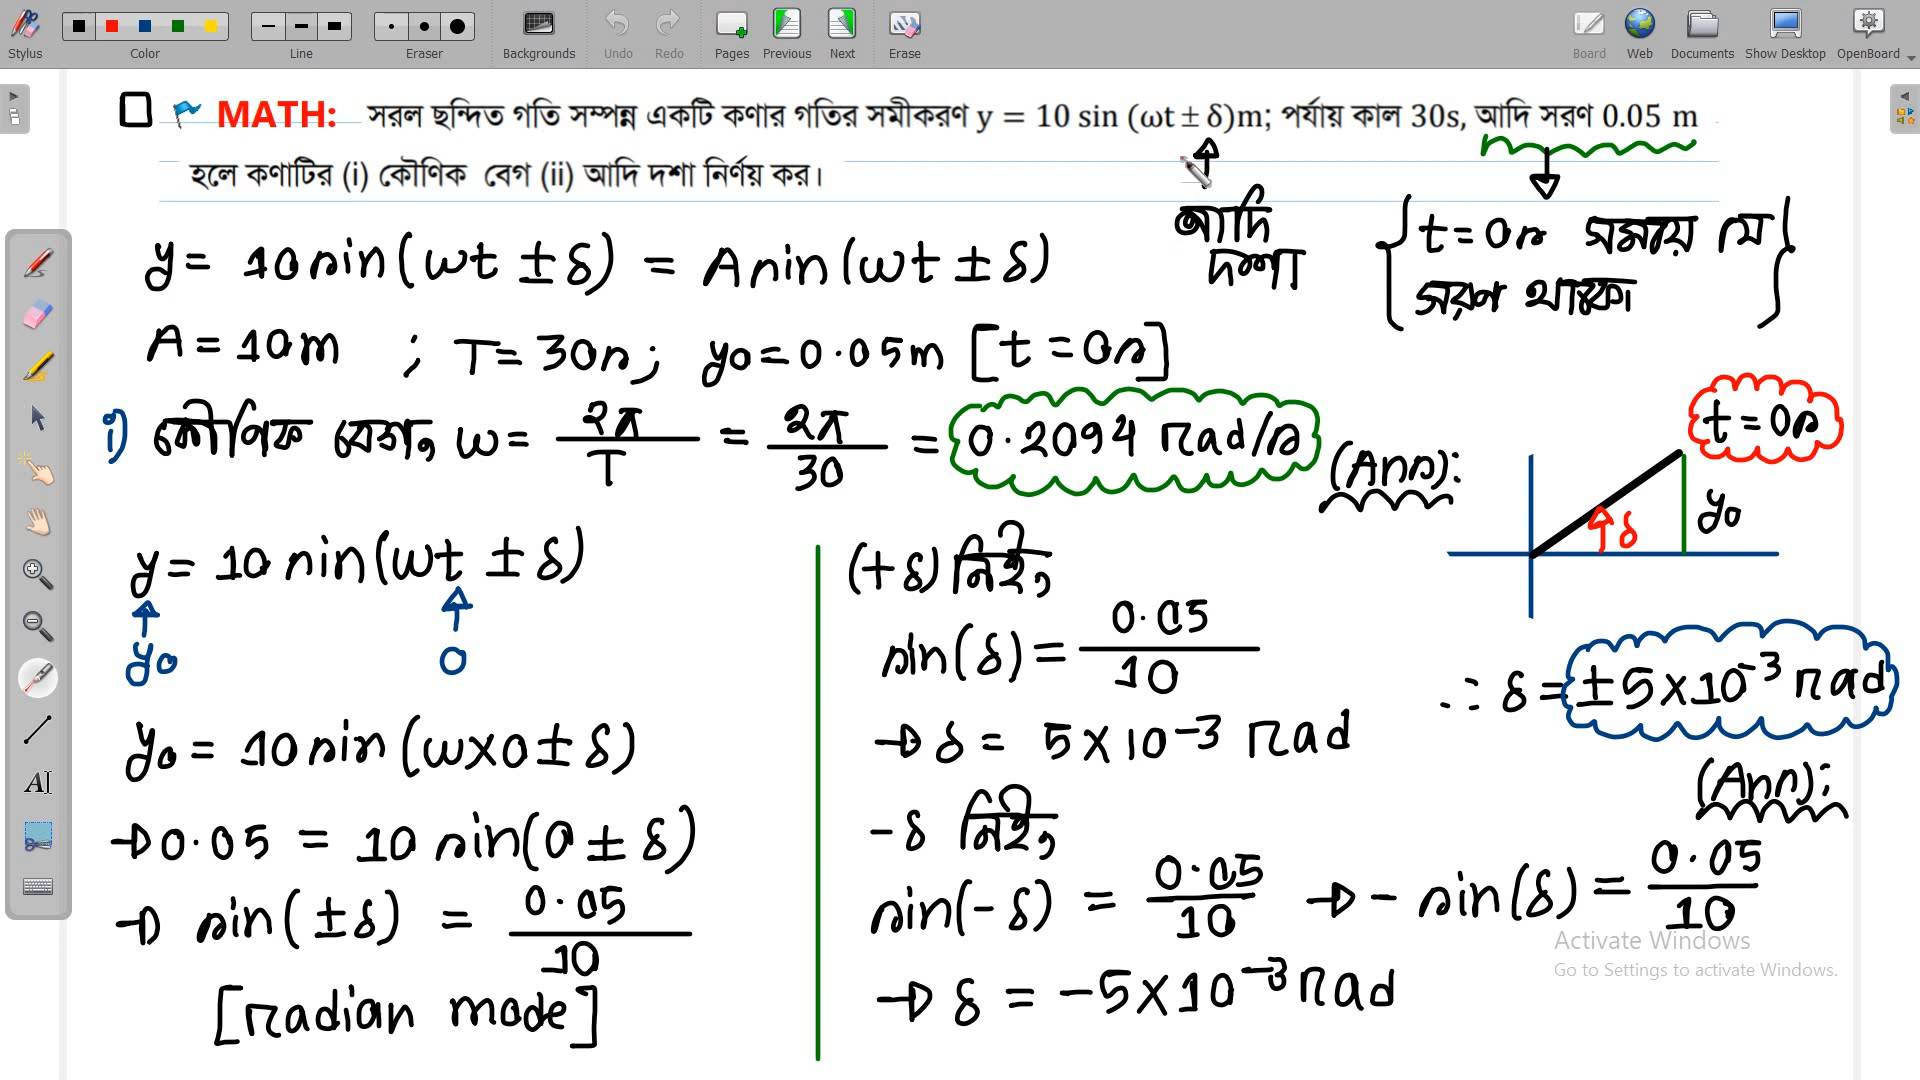 Stylus Color Line Eraser Backgrounds Undo Redo Pages Previous Next Erase Board Web Documents Show Desktop OpenBoard
MATH: সরল ছন্দিত গতি সম্পন্ন একটি কণার গতির সমীকরণ y = 10 sin (ωt ± δ)m; পর্যায় কাল 30s, আদি সরণ 0.05 m
হলে কণাটির (i) কৌণিক বেগ (ii) আদি দশা নির্ণয় কর।
আদি
দশা
{t = 0s সময়ে যে
সরণ থাকে}
y = 10 sin(ωt ± δ) = A sin(ωt ± δ)
A = 10m ; T = 30s; y₀ = 0.05m [t = 0s]
i) কৌণিক বেগ, ω = 2π/T = 2π/30 = 0.2094 rad/s (Ans):
t = 0s
δ
y₀
y = 10 sin(ωt ± δ)
y₀ 0
y₀ = 10 sin(ω×0 ± δ)
→ 0.05 = 10 sin(0 ± δ)
→ sin(±δ) = 0.05/10
[radian mode]
(+δ) নিই,
sin(δ) = 0.05/10
→ δ = 5×10⁻³ rad
-δ নিই,
sin(-δ) = 0.05/10 → - sin(δ) = 0.05/10
→ δ = -5×10⁻³ rad
∴ δ = ±5×10⁻³ rad
(Ans):
Activate Windows
Go to Settings to activate Windows.